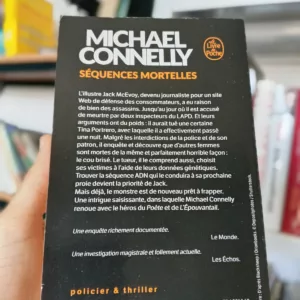 MICHAEL
CONNELLY
Le Livre de Poche
SÉQUENCES MORTELLES
L'illustre Jack McEvoy, devenu journaliste pour un site
Web de défense des consommateurs, a eu raison
de bien des assassins. Jusqu'au jour où il est accusé
de meurtre par deux inspecteurs du LAPD. Et leurs
arguments ont du poids : il aurait tué une certaine
Tina Portrero, avec laquelle il a effectivement passé
une nuit. Malgré les interdictions de la police et de son
patron, il enquête et découvre que d'autres femmes
sont mortes de la même et parfaitement horrible façon :
le cou brisé. Le tueur, il le comprend aussi, choisit
ses victimes à l'aide de leurs données génétiques.
Trouver la séquence ADN qui le conduira à sa prochaine
proie devient la priorité de Jack.
Mais déjà, le monstre est de nouveau prêt à frapper.
Une intrigue saisissante, dans laquelle Michael Connelly
renoue avec le héros du Poète et de L'Épouvantail.
Une enquête richement documentée.
Le Monde.
Une investigation magistrale et follement actuelle.
Les Échos.
policier & thriller